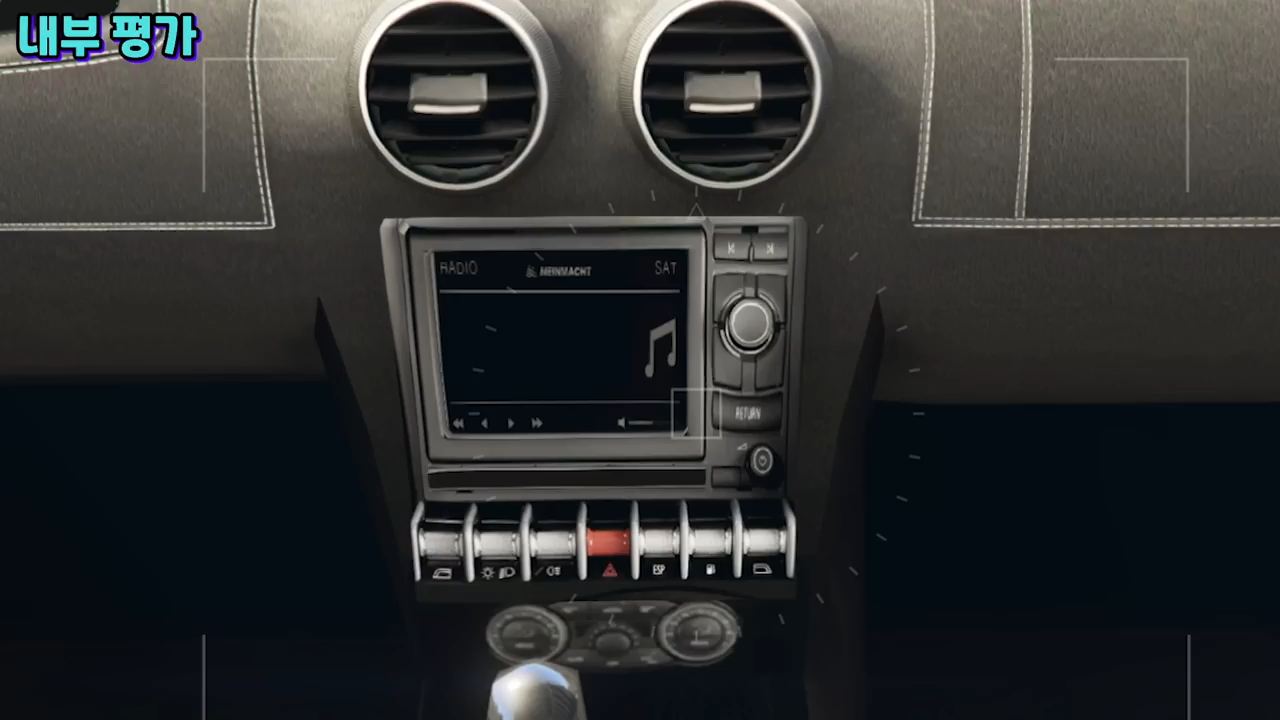 내부 평가
RADIO MEINMACHT SAT
RETURN
ESP